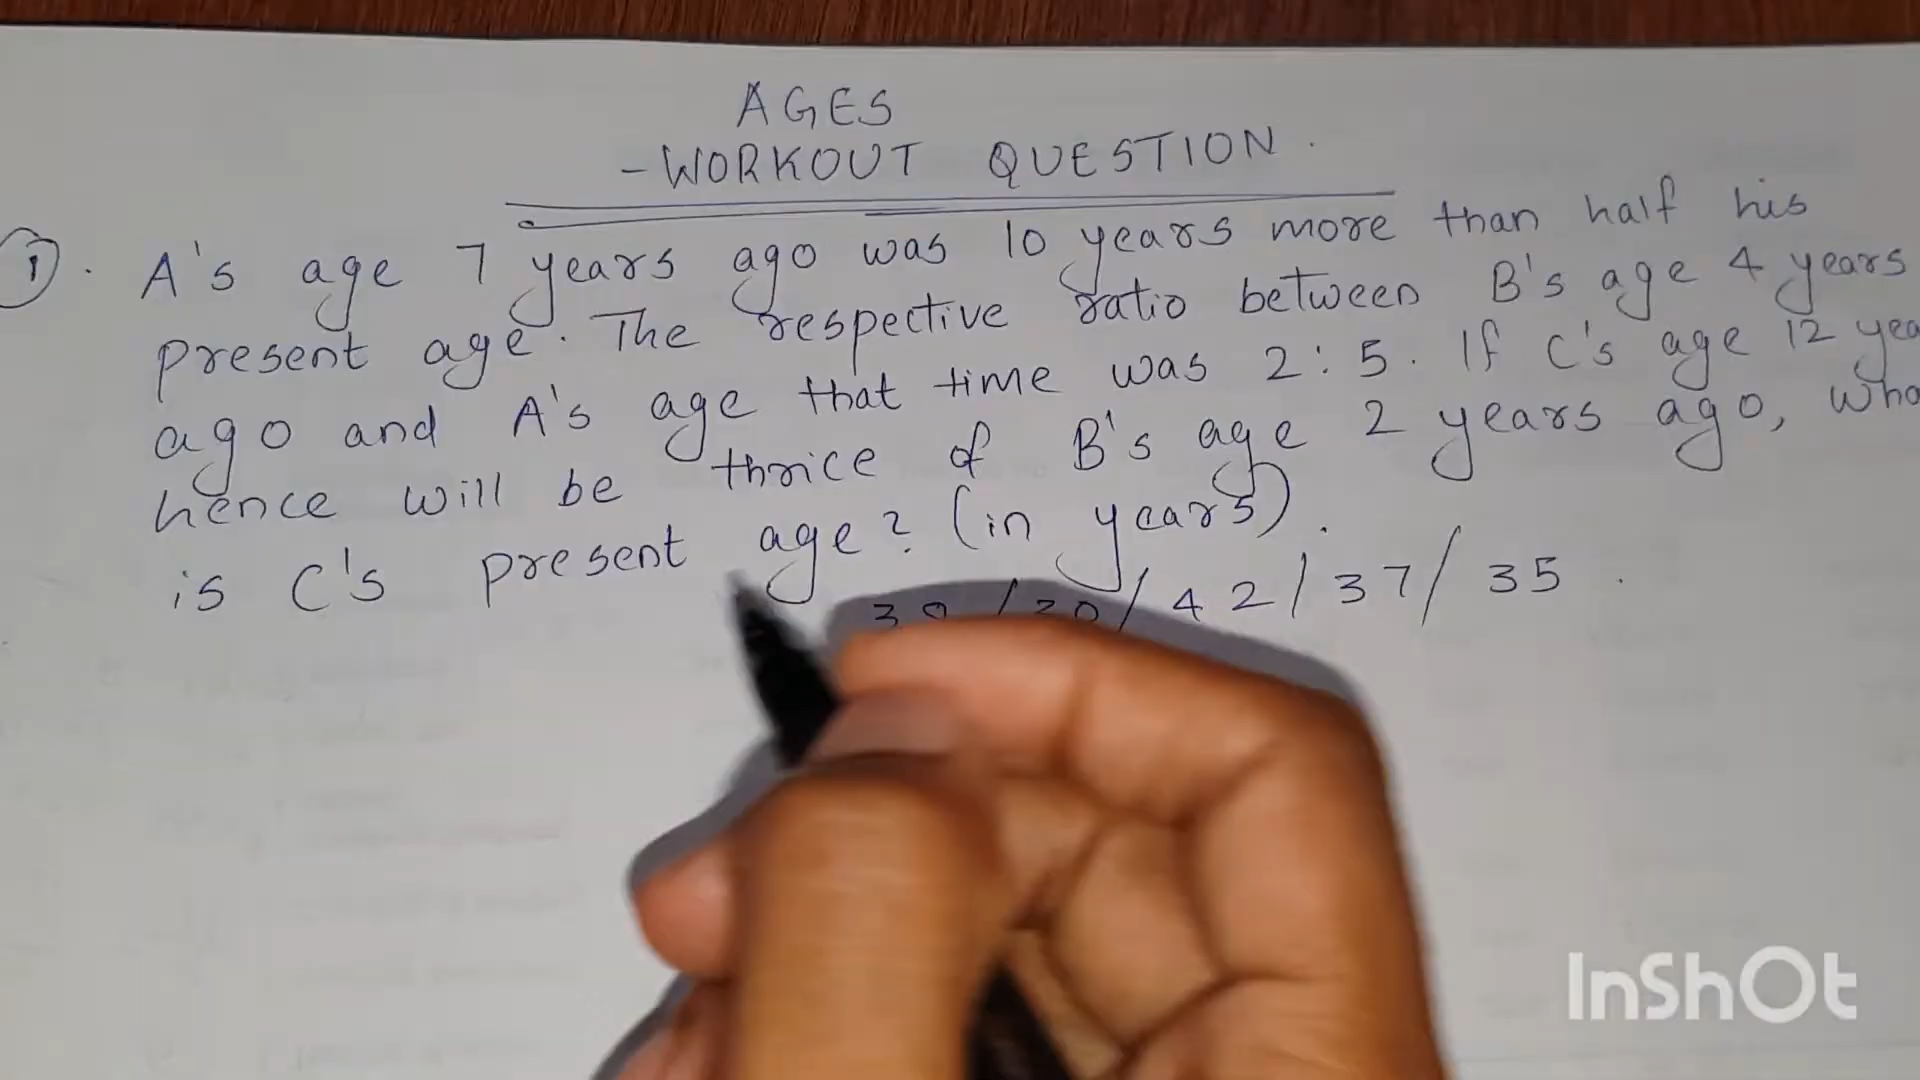 AGES
- WORKOUT QUESTION.
1. A's age 7 years ago was 10 years more than half his
present age. The respective ratio between B's age 4 years
ago and A's age that time was 2:5. If C's age 12
hence will be thrice of B's age 2 years ago,
is C's present age? (in years).
/ / 42 / 37 / 35.
InShOt